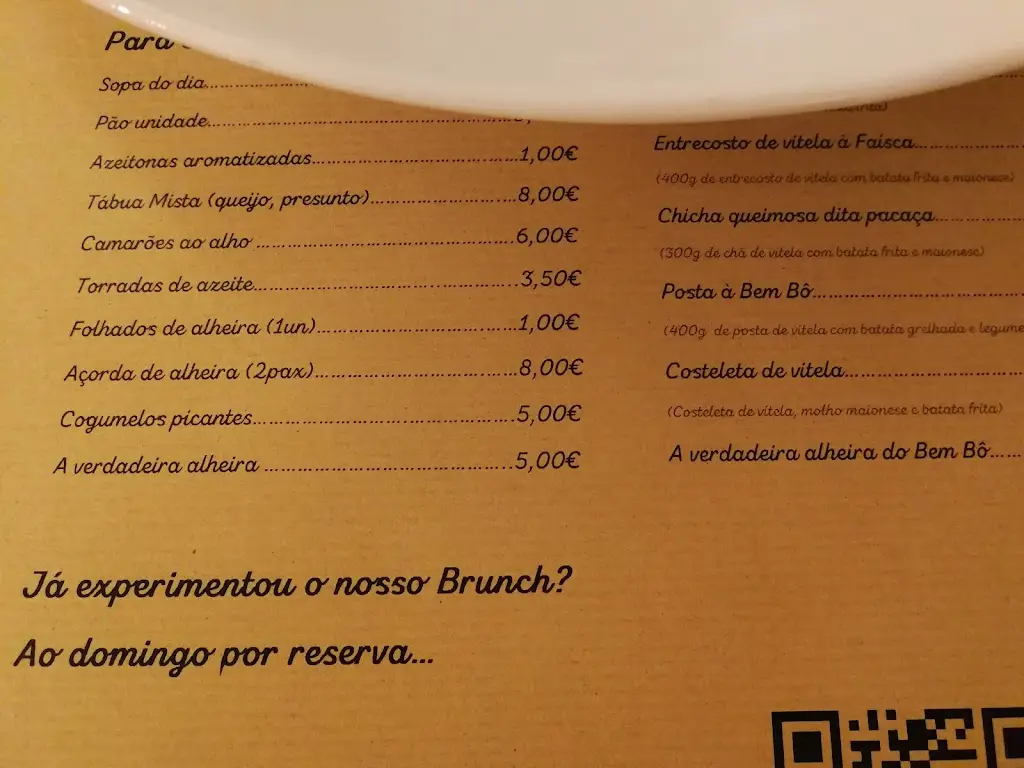 Para
Sopa do dia....................
Pão unidade..................................................
Azeitonas aromatizadas.......................................1,00€
Tábua Mista (queijo, presunto)............................8,00€
Camarões ao alho ................................................6,00€
Torradas de azeite.................................................3,50€
Folhados de alheira (1un).....................................1,00€
Açorda de alheira (2pax).....................................8,00€
Cogumelos picantes................................................5,00€
A verdadeira alheira ..............................................5,00€
Já experimentou o nosso Brunch?
Ao domingo por reserva...
Entrecosto de vitela à Faísca....................
(400g de entrecosto de vitela com batata frita e maionese)
Chicha queimosa dita pacaça................
(300g de chã de vitela com batata frita e maionese)
Posta à Bem Bô......................................
(400g de posta de vitela com batata grelhada e legume
Costeleta de vitela................................
(Costeleta de vitela, molho maionese e batata frita)
A verdadeira alheira do Bem Bô......